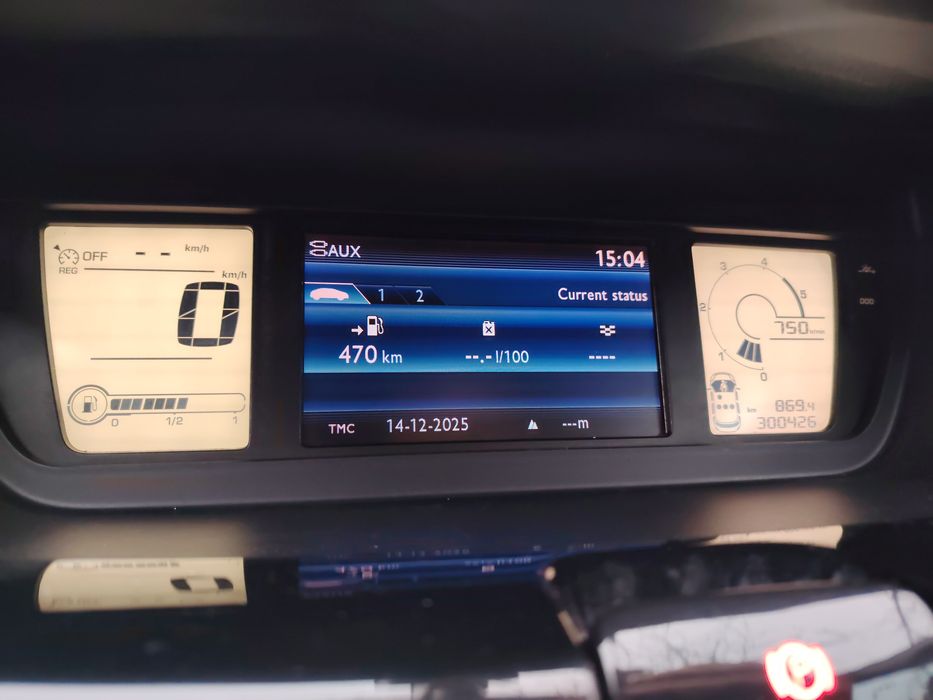 OFF -- km/h
REG
km/h
0
0 1/2 1
AUX 15:04
1 2 Current status
470 km --.- l/100 ----
TMC 14-12-2025 ---m
3 4
2 5
750
1
0
km 869.4
300426